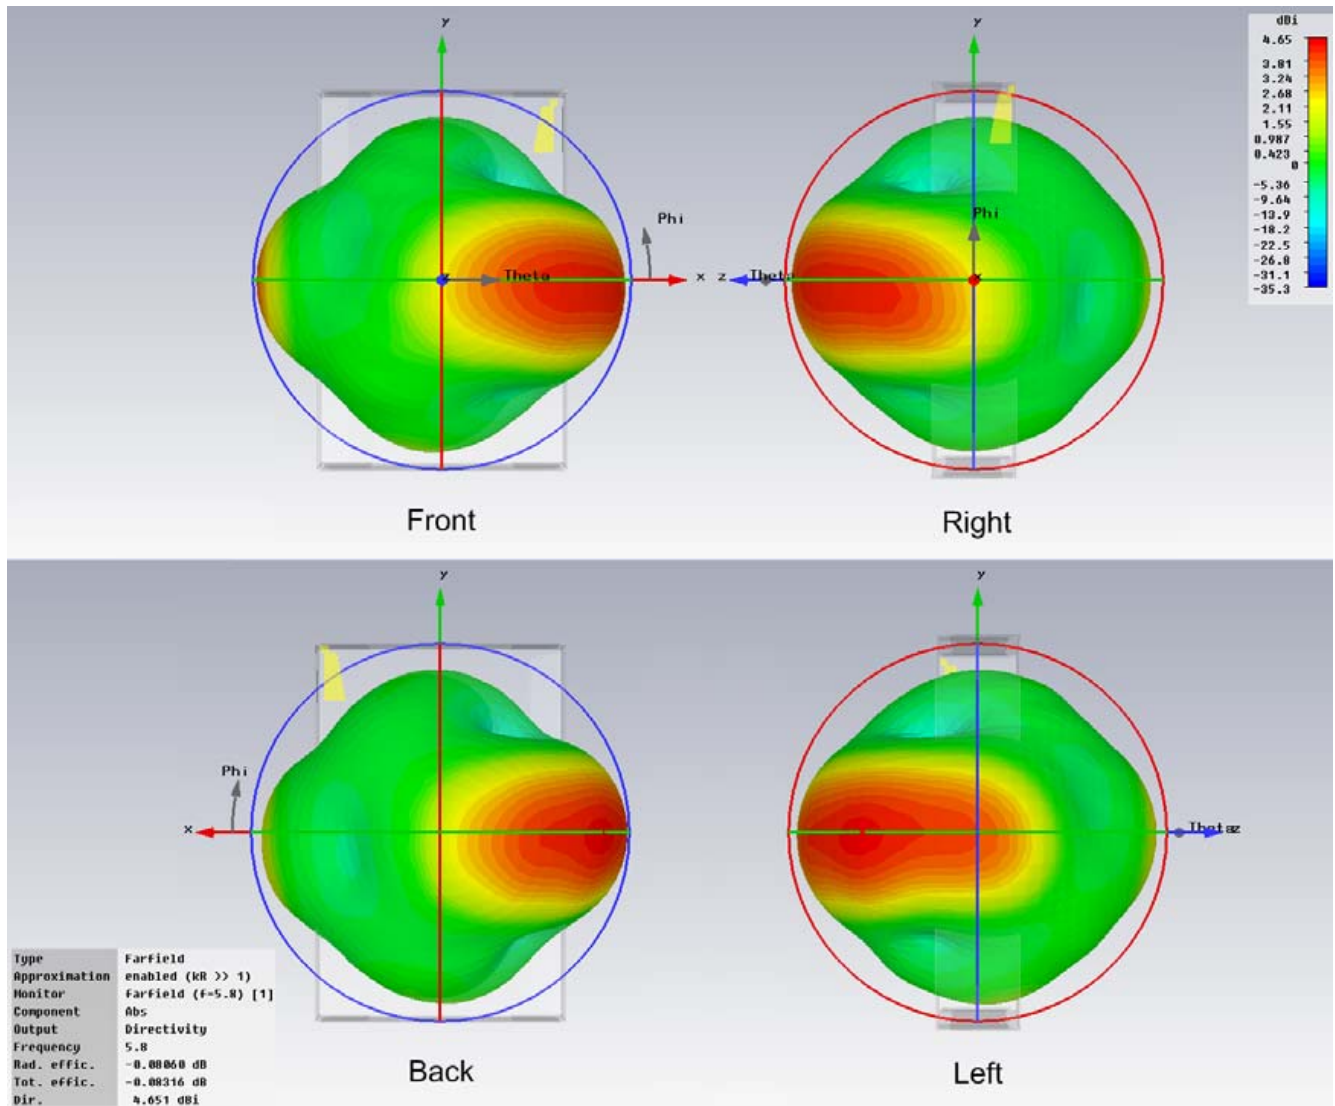 y
y
dBi
4.65
3.81
3.24
2.68
2.11
1.55
0.987
0.423
0
-5.36
-9.64
-13.9
-18.2
-22.5
-26.8
-31.1
-35.3
Phi
Phi
Theta
x
z
Theta
x
Front
Right
y
y
Phi
x
Theta
z
Type Farfield
Approximation enabled (kR >> 1)
Monitor farfield (f=5.8) [1]
Component Abs
Output Directivity
Frequency 5.8
Rad. effic. -0.08060 dB
Tot. effic. -0.08316 dB
Dir. 4.651 dBi
Back
Left